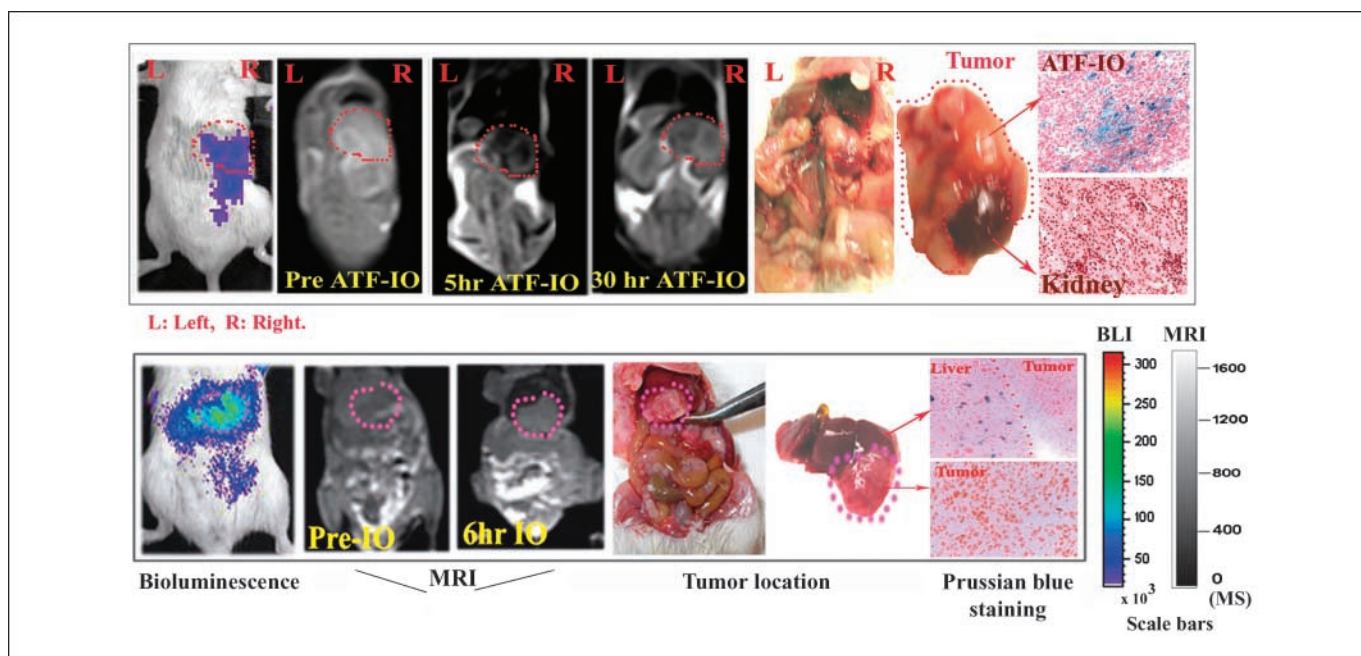 L R
L R
L R
L R
L R
Tumor
ATF-IO
Pre ATF-IO
5hr ATF-IO
30 hr ATF-IO
Kidney
L: Left, R: Right.
BLI
MRI
Liver
Tumor
Tumor
300
250
200
150
100
50
x 10³
1600
1200
800
400
0
(MS)
Scale bars
Pre-IO
6hr IO
Bioluminescence
MRI
Tumor location
Prussian blue
staining